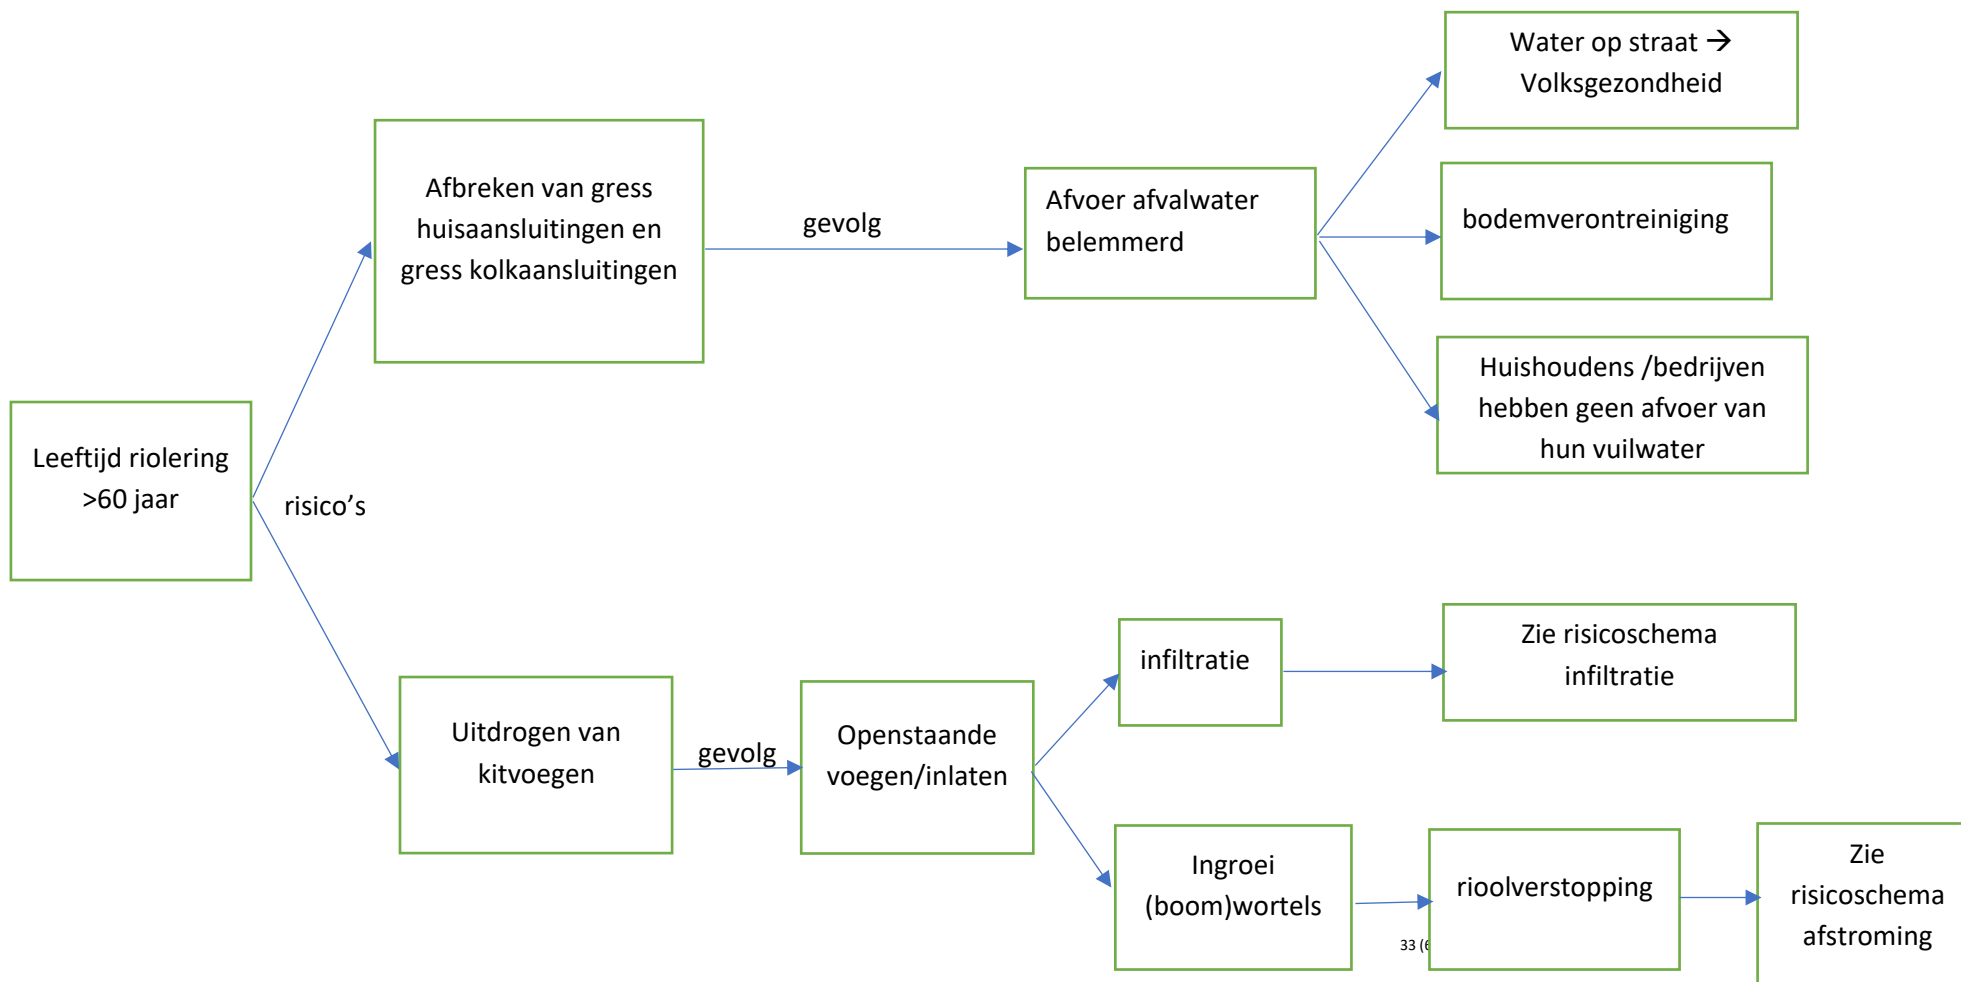 Water op straat →
Volksgezondheid
Afbreken van gress
huisaansluitingen en
gress kolkaansluitingen
gevolg
Afvoer afvalwater
belemmerd
bodemverontreiniging
Huishoudens /bedrijven
hebben geen afvoer van
hun vuilwater
Leeftijd riolering
>60 jaar
risico’s
Uitdrogen van
kitvoegen
gevolg
Openstaande
voegen/inlaten
infiltratie
Zie risicoschema
infiltratie
Ingroei
(boom)wortels
rioolverstopping
Zie
risicoschema
afstroming
33 (